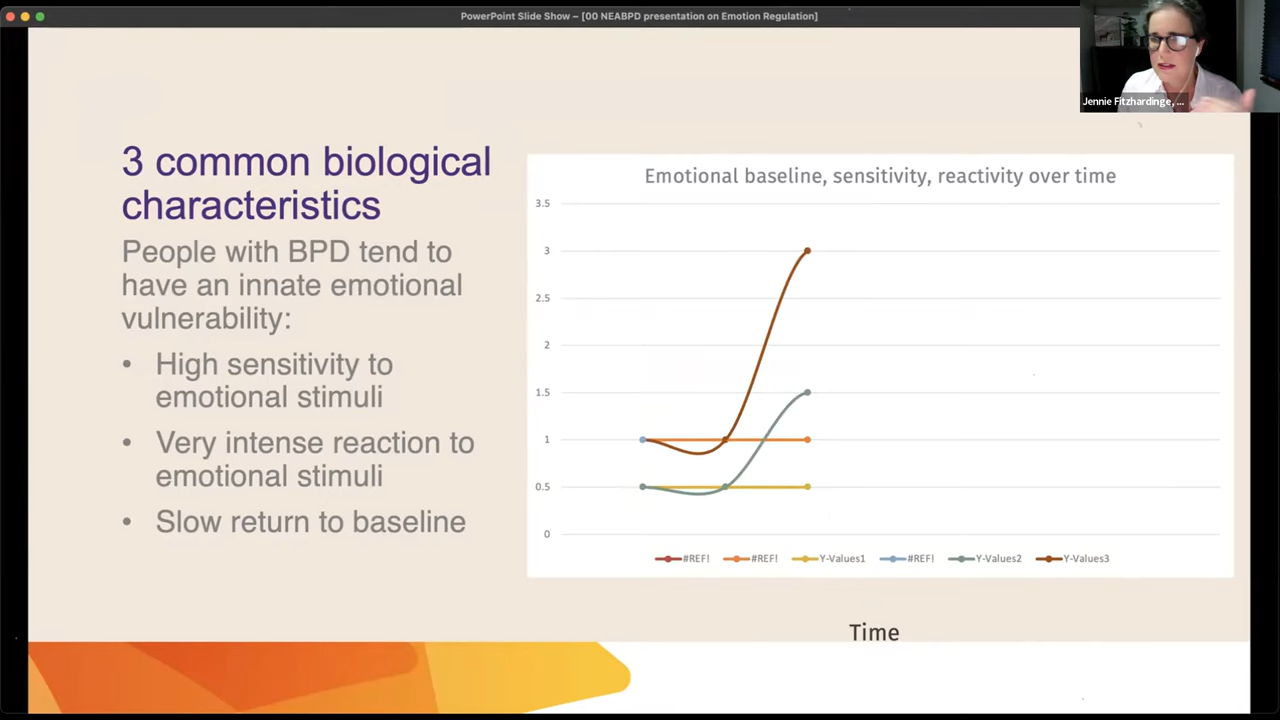 PowerPoint Slide Show – [00 NEABPD presentation on Emotion Regulation]
Jennie Fitzhardinge, ...
3 common biological
characteristics
People with BPD tend to
have an innate emotional
vulnerability:
• High sensitivity to
emotional stimuli
• Very intense reaction to
emotional stimuli
• Slow return to baseline
Emotional baseline, sensitivity, reactivity over time
3.5
3
2.5
2
1.5
1
0.5
0
#REF! #REF! Y-Values1 #REF! Y-Values2 Y-Values3
Time